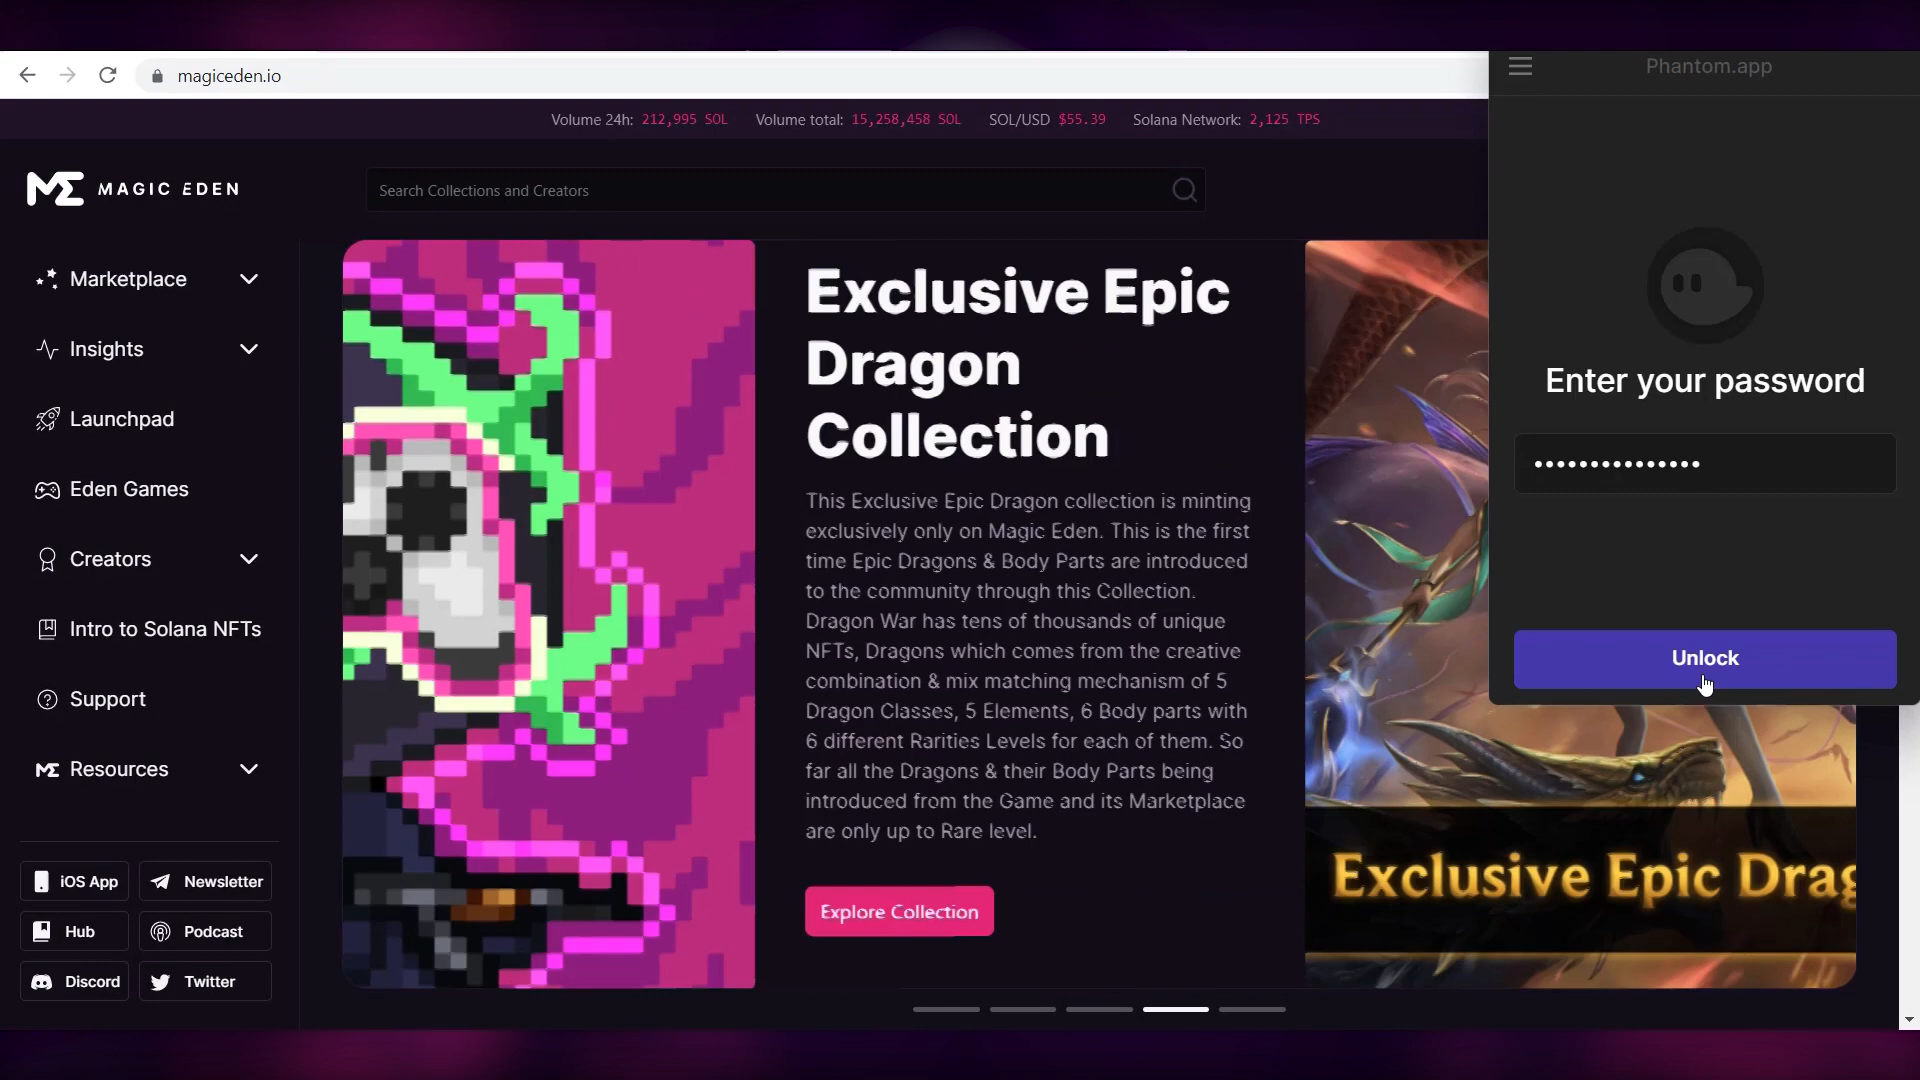 magiceden.io
Phantom.app
Volume 24h: 212,995 SOL Volume total: 15,258,458 SOL SOL/USD $55.39 Solana Network: 2,125 TPS
MAGIC EDEN
Search Collections and Creators
Marketplace
Insights
Launchpad
Eden Games
Creators
Intro to Solana NFTs
Support
Resources
iOS App
Newsletter
Hub
Podcast
Discord
Twitter
Exclusive Epic
Dragon
Collection
This Exclusive Epic Dragon collection is minting
exclusively only on Magic Eden. This is the first
time Epic Dragons & Body Parts are introduced
to the community through this Collection.
Dragon War has tens of thousands of unique
NFTs, Dragons which comes from the creative
combination & mix matching mechanism of 5
Dragon Classes, 5 Elements, 6 Body parts with
6 different Rarities Levels for each of them. So
far all the Dragons & their Body Parts being
introduced from the Game and its Marketplace
are only up to Rare level.
Explore Collection
Exclusive Epic Drag
Enter your password
Unlock